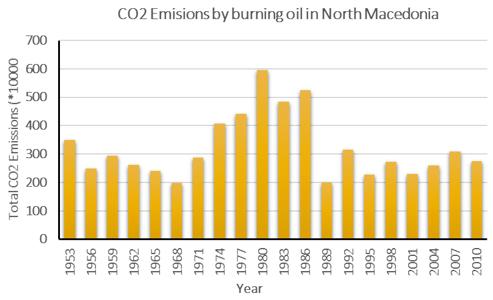 CO2 Emisions by burning oil in North Macedonia
Total CO2 Emissions (*10000
700
600
500
400
300
200
100
0
1953 1956 1959 1962 1965 1968 1971 1974 1977 1980 1983 1986 1989 1992 1995 1998 2001 2004 2007 2010
Year